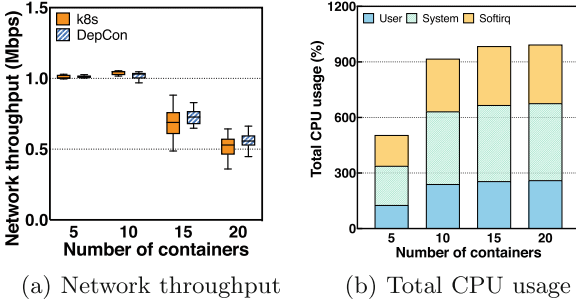 k8s
DepCon
Network throughput (Mbps)
1.5
1.0
0.5
0.0
5 10 15 20
Number of containers
(a) Network throughput
User System Softirq
Total CPU usage (%)
1200
900
600
300
0
5 10 15 20
Number of containers
(b) Total CPU usage